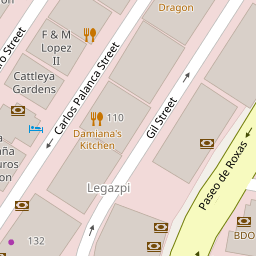 Dragon
F & M
Lopez
II
ro Street
Cattleya
Gardens
Carlos Palanca Street
110
Damiana's
Kitchen
Gil Street
Legazpi
Paseo de Roxas
132
BDO